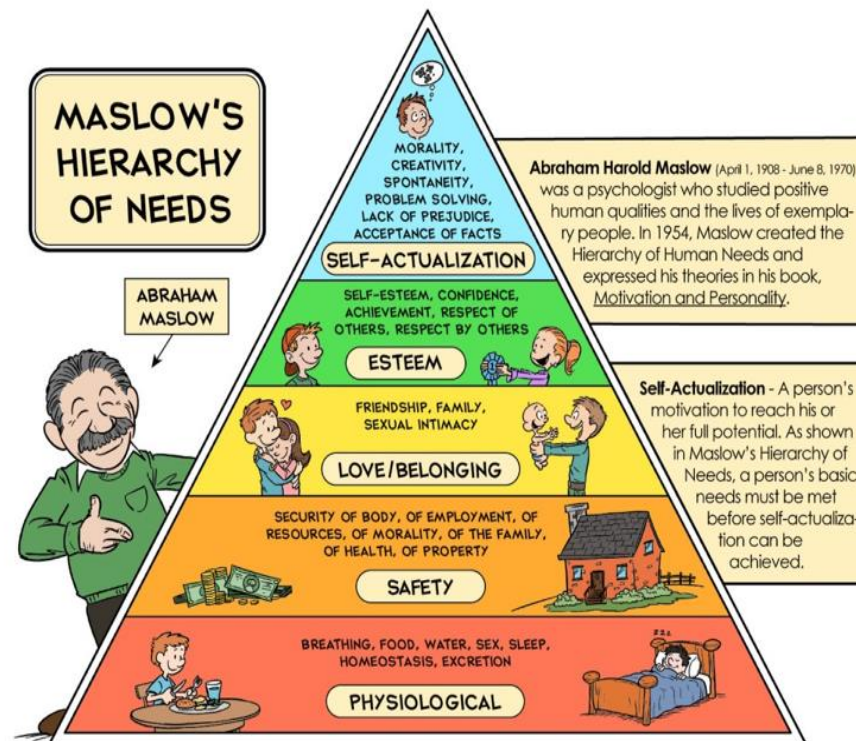 MASLOW'S
HIERARCHY
OF NEEDS
ABRAHAM
MASLOW
MORALITY,
CREATIVITY,
SPONTANEITY,
PROBLEM SOLVING,
LACK OF PREJUDICE,
ACCEPTANCE OF FACTS
SELF-ACTUALIZATION
SELF-ESTEEM, CONFIDENCE,
ACHIEVEMENT, RESPECT OF
OTHERS, RESPECT BY OTHERS
ESTEEM
FRIENDSHIP, FAMILY,
SEXUAL INTIMACY
LOVE/BELONGING
SECURITY OF BODY, OF EMPLOYMENT, OF
RESOURCES, OF MORALITY, OF THE FAMILY,
OF HEALTH, OF PROPERTY
SAFETY
BREATHING, FOOD, WATER, SEX, SLEEP,
HOMEOSTASIS, EXCRETION
PHYSIOLOGICAL
zzz
Abraham Harold Maslow (April 1, 1908 - June 8, 1970)
was a psychologist who studied positive
human qualities and the lives of exempla-
ry people. In 1954, Maslow created the
Hierarchy of Human Needs and
expressed his theories in his book,
Motivation and Personality.
Self-Actualization - A person's
motivation to reach his or
her full potential. As shown
in Maslow's Hierarchy of
Needs, a person's basic
needs must be met
before self-actualiza-
tion can be
achieved.